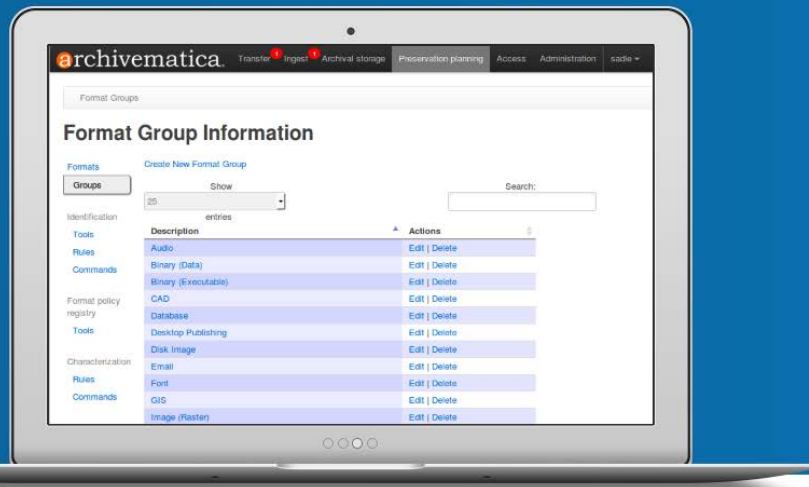 archivematica
Transfer 1 Ingest 1 Archival storage Preservation planning Access Administration sadie
Format Groups
Format Group Information
Formats
Groups
Identification
Tools
Rules
Commands
Format policy
registry
Tools
Characterization
Rules
Commands
Create New Format Group
Show
25
entries
Search:
Description Actions
Audio Edit | Delete
Binary (Data) Edit | Delete
Binary (Executable) Edit | Delete
CAD Edit | Delete
Database Edit | Delete
Desktop Publishing Edit | Delete
Disk Image Edit | Delete
Email Edit | Delete
Font Edit | Delete
GIS Edit | Delete
Image (Raster) Edit | Delete